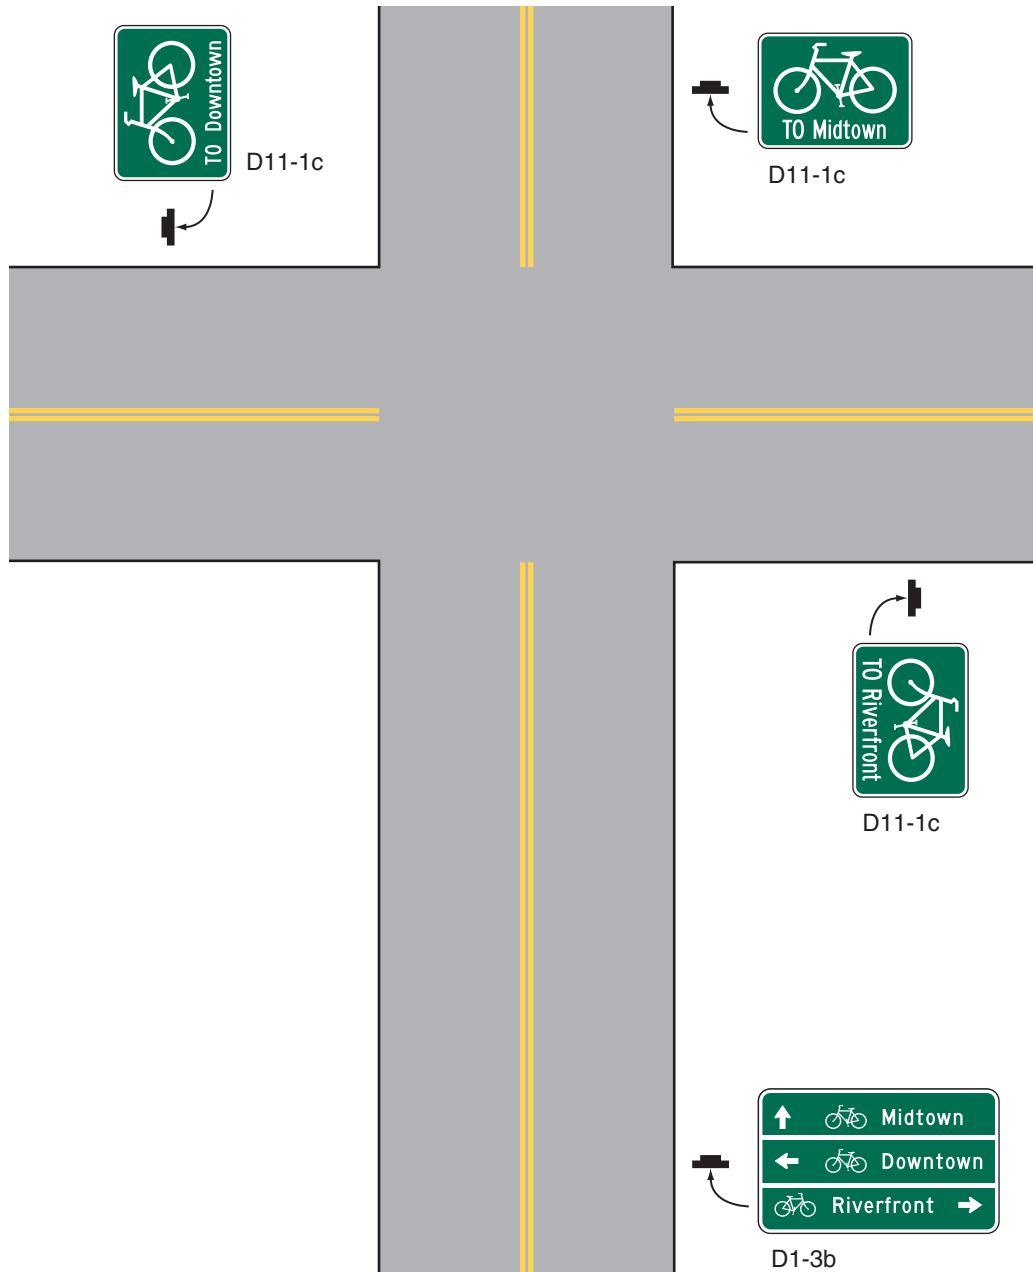 TO Downtown
D11-1c
TO Midtown
D11-1c
TO Riverfront
D11-1c
Midtown
Downtown
Riverfront
D1-3b